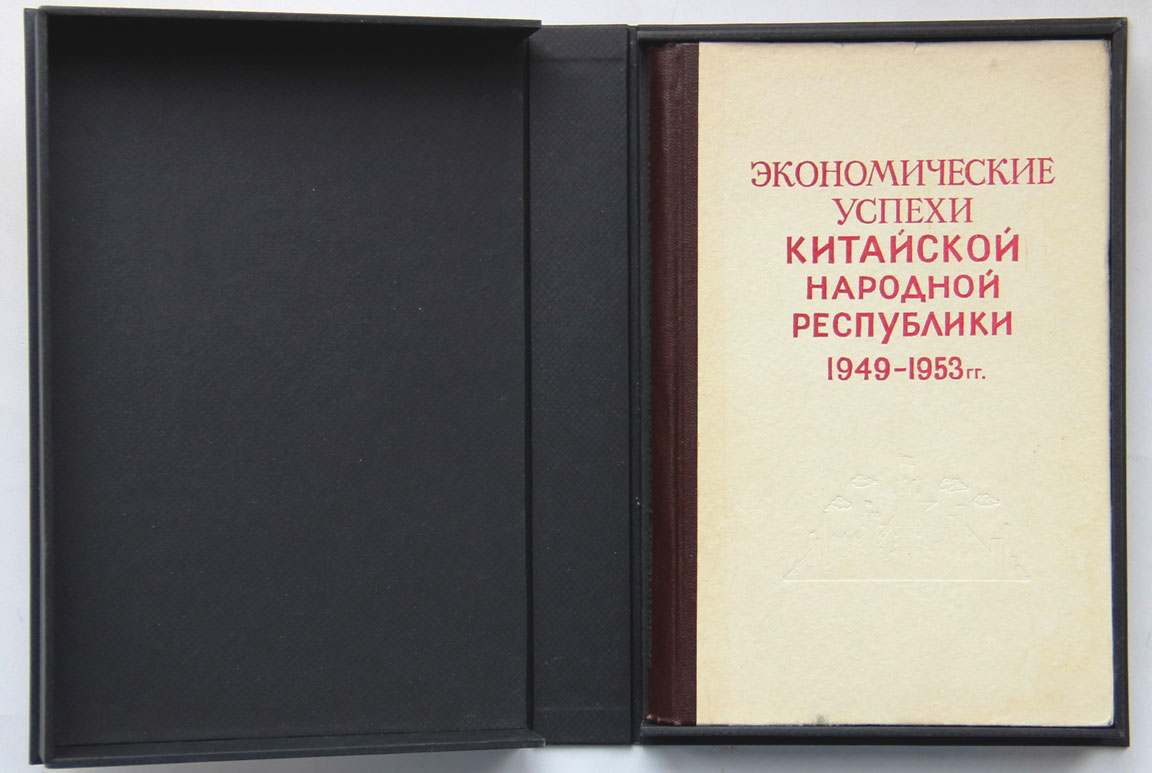 ЭКОНОМИЧЕСКИЕ
УСПЕХИ
КИТАЙСКОЙ
НАРОДНОЙ
РЕСПУБЛИКИ
1949-1953 гг.